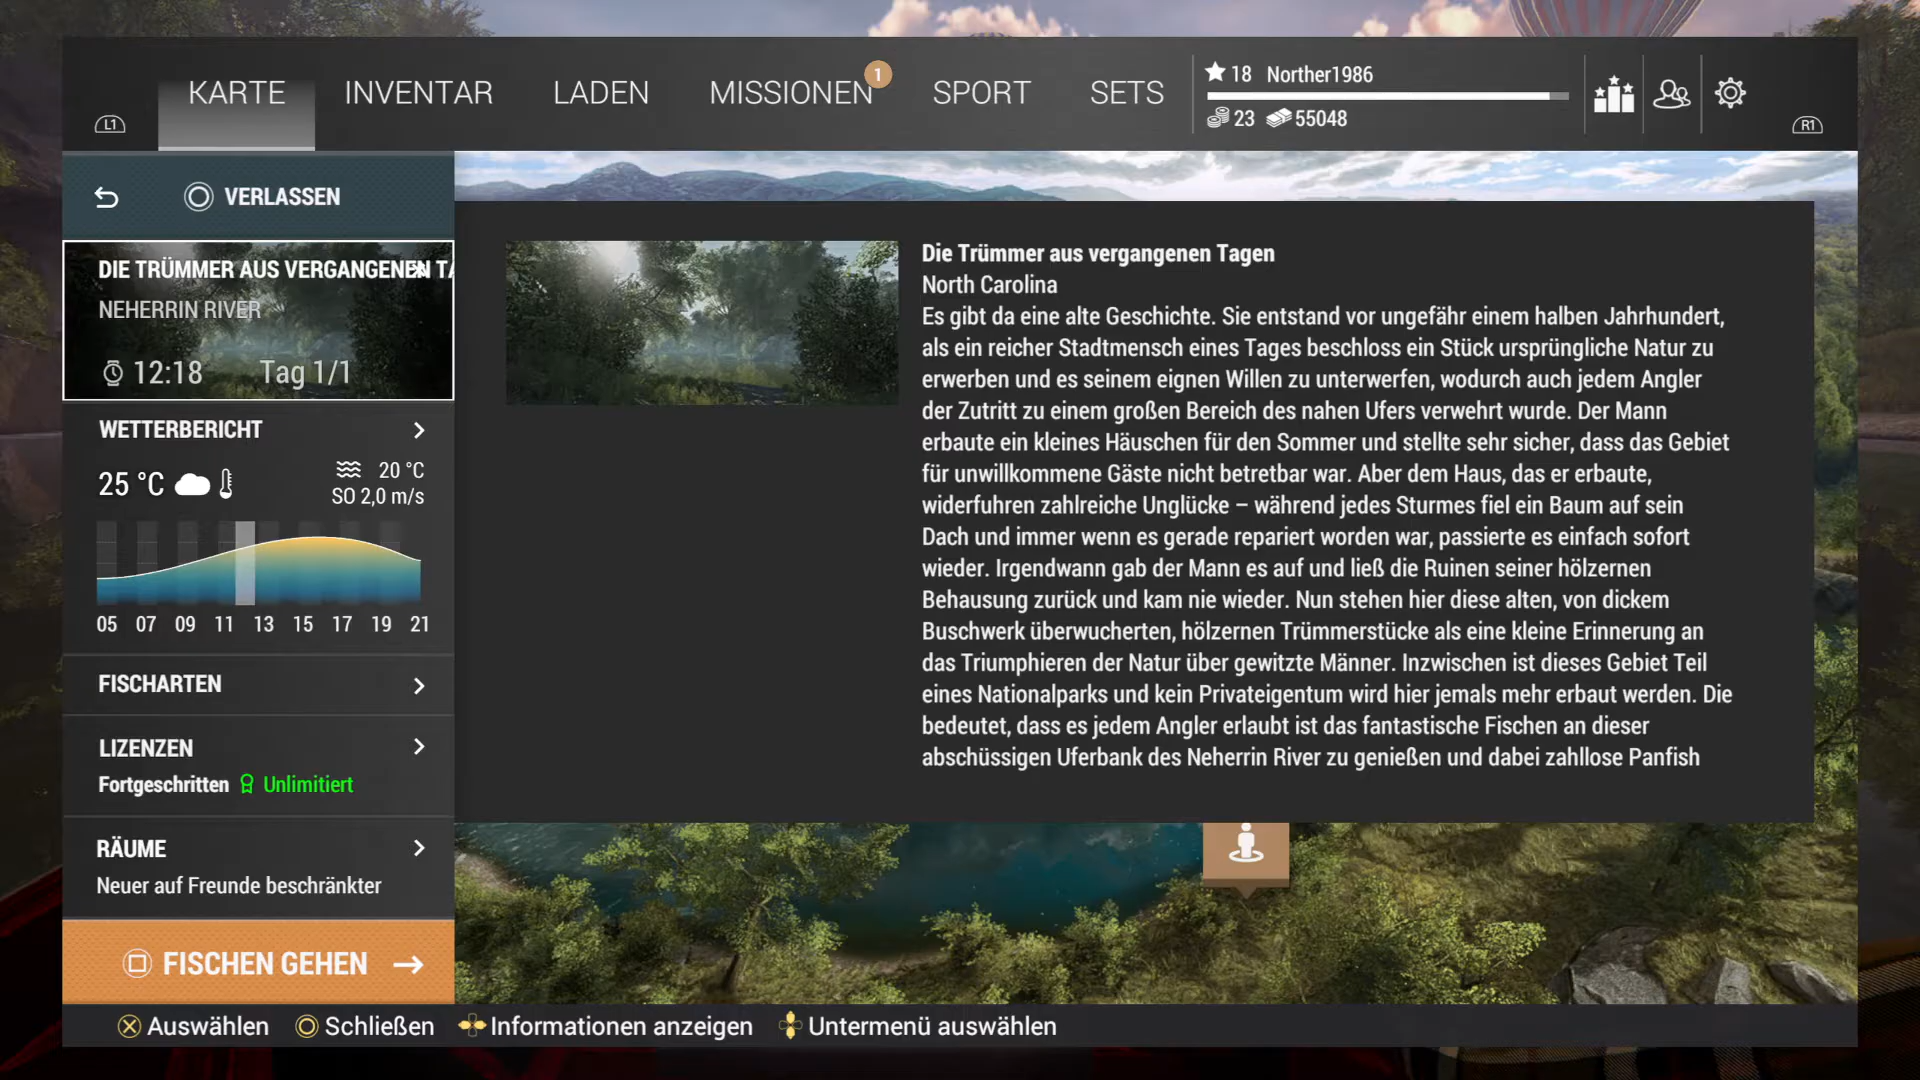 L1
KARTE
INVENTAR
LADEN
MISSIONEN
1
SPORT
SETS
18 Norther1986
23 55048
R1
VERLASSEN
DIE TRÜMMER AUS VERGANGENEN
NEHERRIN RIVER
12:18 Tag 1/1
WETTERBERICHT
25 °C
20 °C
SO 2,0 m/s
05 07 09 11 13 15 17 19 21
FISCHARTEN
LIZENZEN
Fortgeschritten Unlimitiert
RÄUME
Neuer auf Freunde beschränkter
FISCHEN GEHEN
Die Trümmer aus vergangenen Tagen
North Carolina
Es gibt da eine alte Geschichte. Sie entstand vor ungefähr einem halben Jahrhundert,
als ein reicher Stadtmensch eines Tages beschloss ein Stück ursprüngliche Natur zu
erwerben und es seinem eignen Willen zu unterwerfen, wodurch auch jedem Angler
der Zutritt zu einem großen Bereich des nahen Ufers verwehrt wurde. Der Mann
erbaute ein kleines Häuschen für den Sommer und stellte sehr sicher, dass das Gebiet
für unwillkommene Gäste nicht betretbar war. Aber dem Haus, das er erbaute,
widerfuhren zahlreiche Unglücke – während jedes Sturmes fiel ein Baum auf sein
Dach und immer wenn es gerade repariert worden war, passierte es einfach sofort
wieder. Irgendwann gab der Mann es auf und ließ die Ruinen seiner hölzernen
Behausung zurück und kam nie wieder. Nun stehen hier diese alten, von dickem
Buschwerk überwucherten, hölzernen Trümmerstücke als eine kleine Erinnerung an
das Triumphieren der Natur über gewitzte Männer. Inzwischen ist dieses Gebiet Teil
eines Nationalparks und kein Privateigentum wird hier jemals mehr erbaut werden. Die
bedeutet, dass es jedem Angler erlaubt ist das fantastische Fischen an dieser
abschüssigen Uferbank des Neherrin River zu genießen und dabei zahllose Panfish
Auswählen Schließen Informationen anzeigen Untermenü auswählen